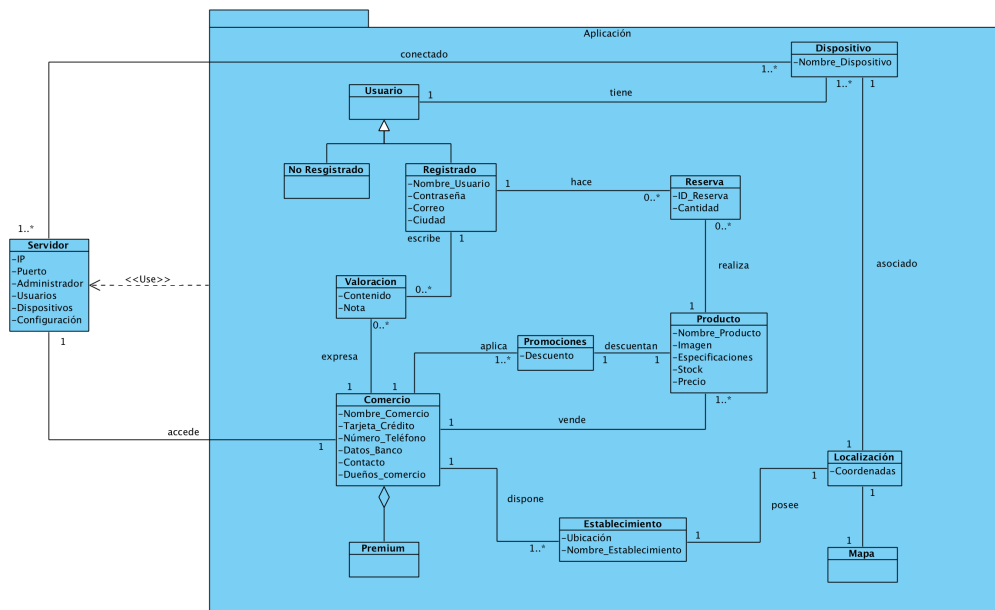 Aplicación
conectado
1..*
Dispositivo
-Nombre_Dispositivo
1..*
1
Usuario
1
tiene
No Resgistrado
Registrado
-Nombre_Usuario
-Contraseña
-Correo
-Ciudad
1
hace
0..*
Reserva
-ID_Reserva
-Cantidad
0..*
escribe
1
1..*
Servidor
-IP
-Puerto
-Administrador
-Usuarios
-Dispositivos
-Configuración
1
<<Use>>
realiza
asociado
Valoracion
-Contenido
-Nota
0..*
0..*
1
Producto
-Nombre_Producto
-Imagen
-Especificaciones
-Stock
-Precio
1..*
expresa
aplica
1..*
Promociones
-Descuento
1
descuentan
1
1
1
Comercio
-Nombre_Comercio
-Tarjeta_Crédito
-Número_Teléfono
-Datos_Banco
-Contacto
-Dueños_comercio
1
vende
accede
1
1
1
Localización
-Coordenadas
1
1
dispone
posee
1..*
Establecimiento
-Ubicación
-Nombre_Establecimiento
1
Premium
1
Mapa